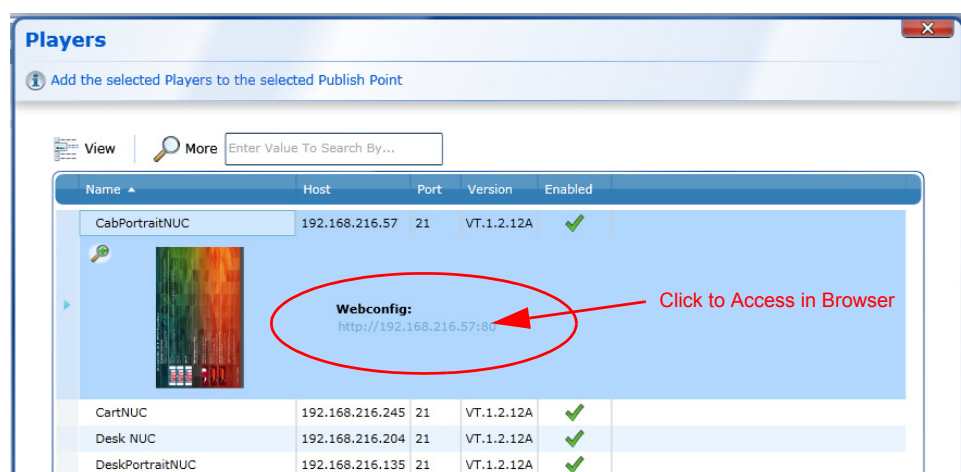 Players
Add the selected Players to the selected Publish Point
View More Enter Value To Search By...
Name Host Port Version Enabled
CabPortraitNUC 192.168.216.57 21 VT.1.2.12A
Webconfig:
http://192.168.216.57:80
Click to Access in Browser
CartNUC 192.168.216.245 21 VT.1.2.12A
Desk NUC 192.168.216.204 21 VT.1.2.12A
DeskPortraitNUC 192.168.216.135 21 VT.1.2.12A